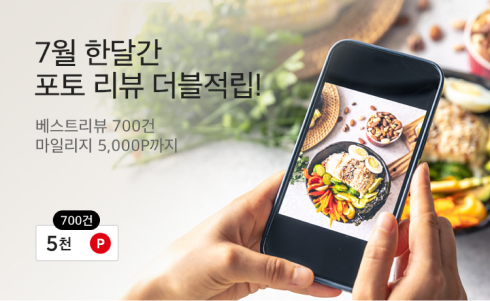 7월 한달간
포토 리뷰 더블적립!
베스트리뷰 700건
마일리지 5,000P까지
700건
5천 P